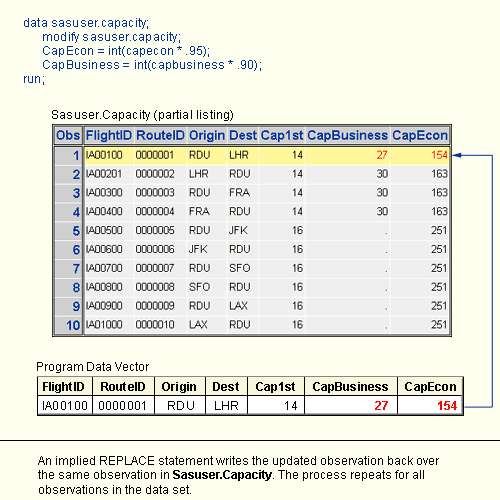 data sasuser.capacity;
modify sasuser.capacity;
CapEcon = int(capecon * .95);
CapBusiness = int(capbusiness * .90);
run;
Sasuser.Capacity (partial listing)
Obs FlightID RouteID Origin Dest Cap1st CapBusiness CapEcon
1 IA00100 0000001 RDU LHR 14 27 154
2 IA00201 0000002 LHR RDU 14 30 163
3 IA00300 0000003 RDU FRA 14 30 163
4 IA00400 0000004 FRA RDU 14 30 163
5 IA00500 0000005 RDU JFK 16 . 251
6 IA00600 0000006 JFK RDU 16 . 251
7 IA00700 0000007 RDU SFO 16 . 251
8 IA00800 0000008 SFO RDU 16 . 251
9 IA00900 0000009 RDU LAX 16 . 251
10 IA01000 0000010 LAX RDU 16 . 251
Program Data Vector
FlightID RouteID Origin Dest Cap1st CapBusiness CapEcon
IA00100 0000001 RDU LHR 14 27 154
An implied REPLACE statement writes the updated observation back over
the same observation in Sasuser.Capacity. The process repeats for all
observations in the data set.